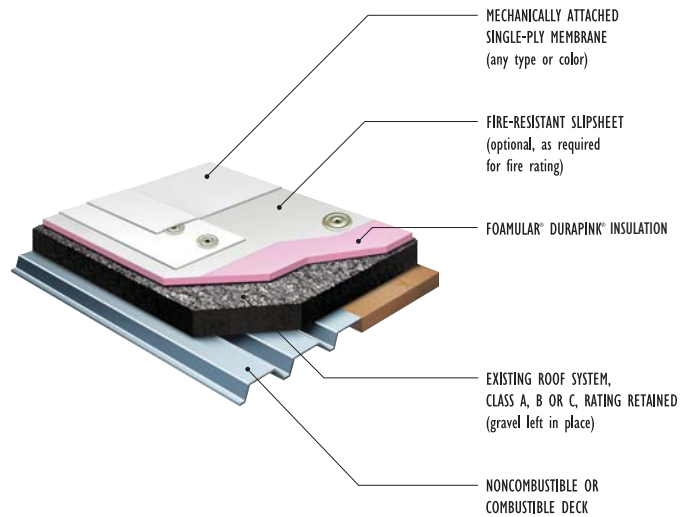 MECHANICALLY ATTACHED
SINGLE-PLY MEMBRANE
(any type or color)
FIRE-RESISTANT SLIPSHEET
(optional, as required
for fire rating)
FOAMULAR® DURAPINK® INSULATION
EXISTING ROOF SYSTEM,
CLASS A, B OR C, RATING RETAINED
(gravel left in place)
NONCOMBUSTIBLE OR
COMBUSTIBLE DECK